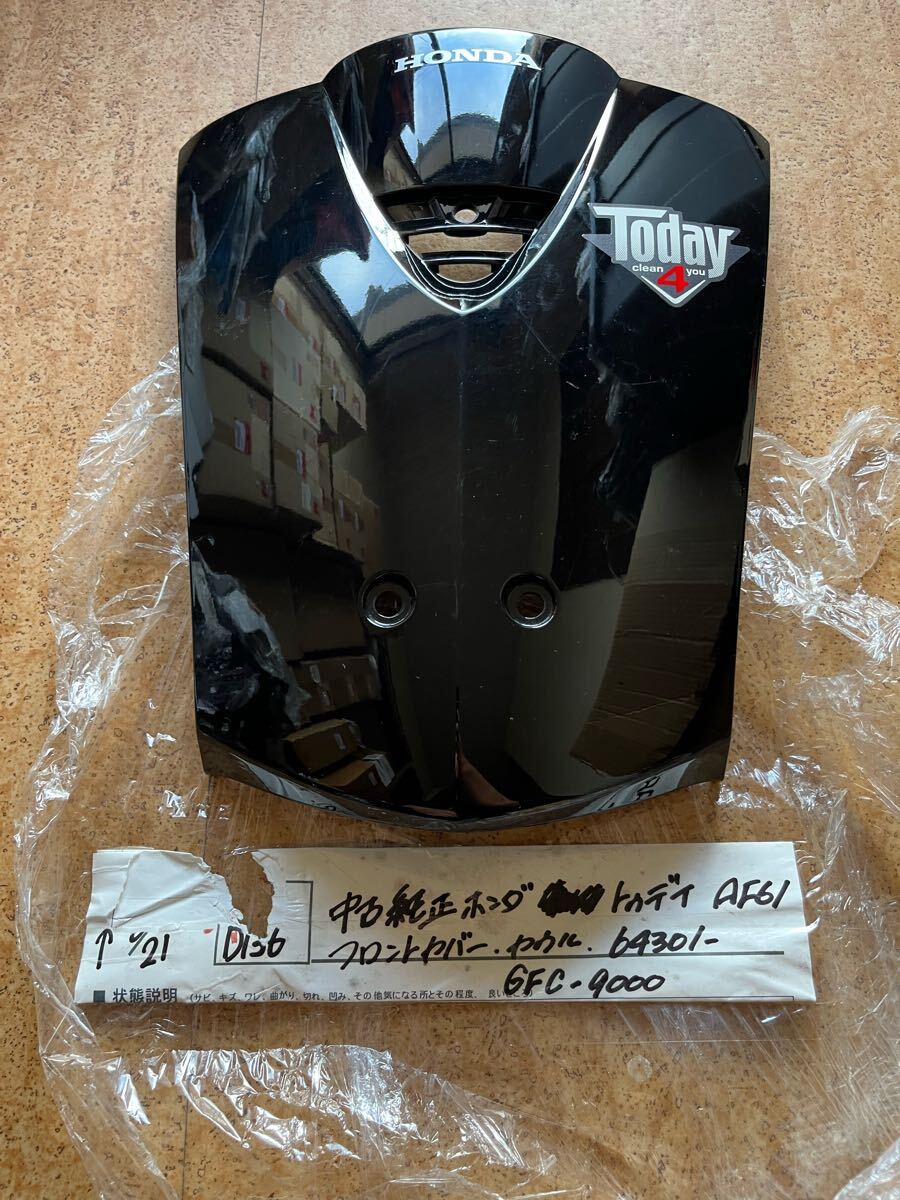 HONDA
Today
clean 4 you
中古純正ホンダ トゥディ AF61
↑ 4/21 D136 フロントカバー.カウル. 64301-
GFC-9000
■ 状態説明 (サビ、キズ、ワレ、曲がり、切れ、凹み、その他気になる所とその程度、良い